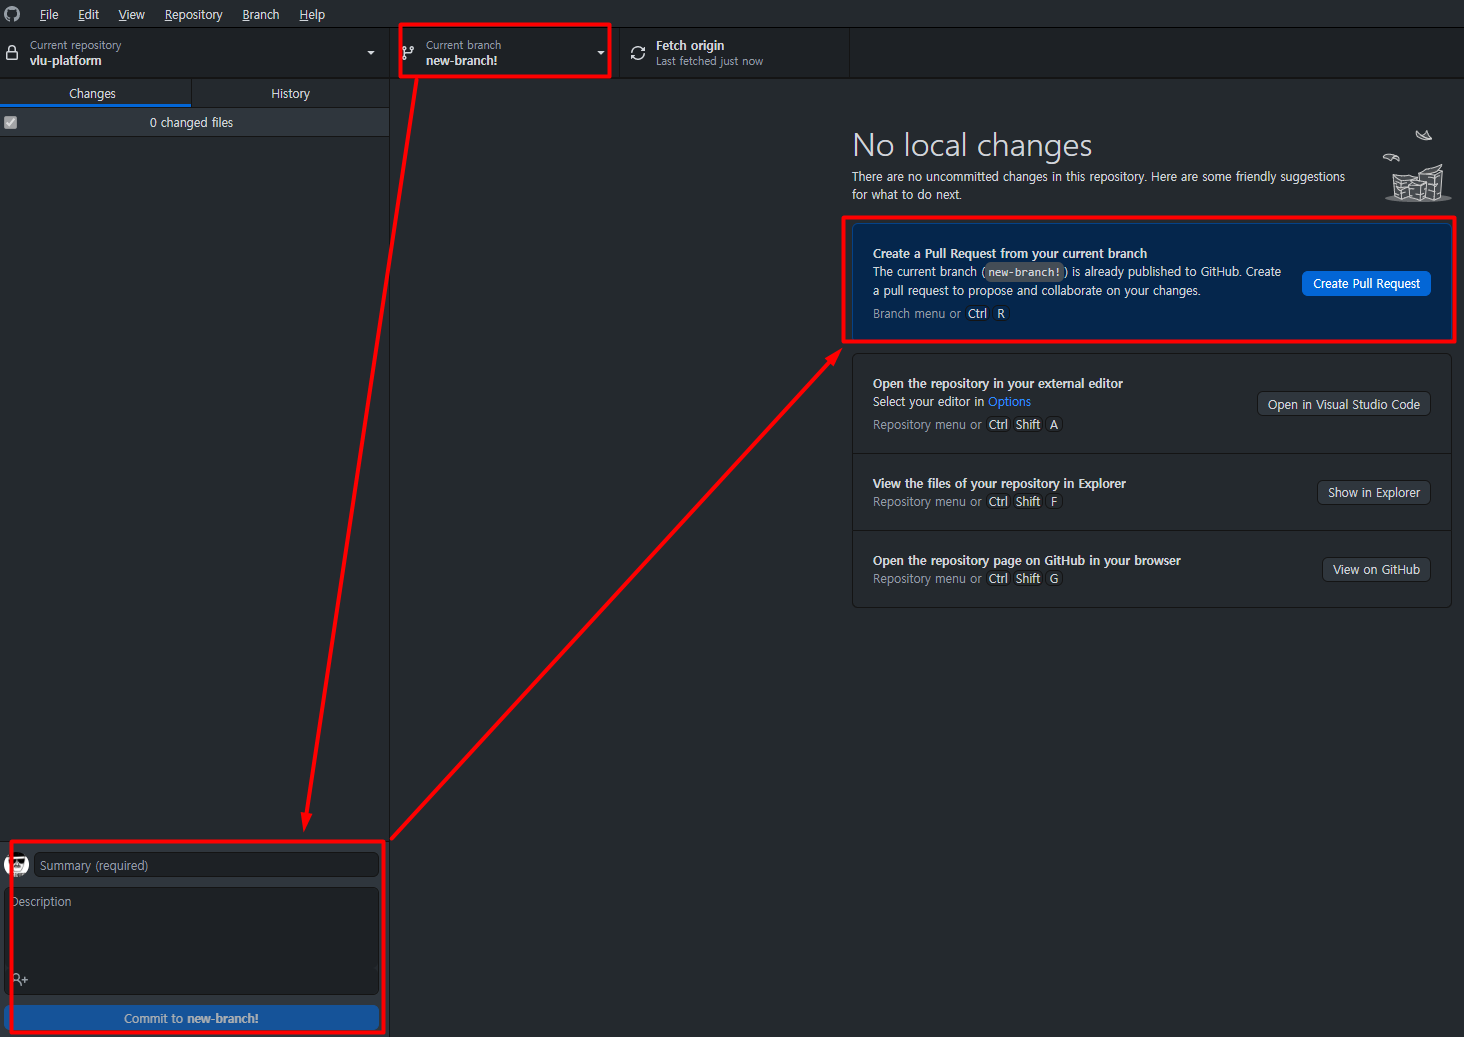 File Edit View Repository Branch Help
Current repository
vlu-platform
Current branch
new-branch!
Fetch origin
Last fetched just now
Changes
History
0 changed files
No local changes
There are no uncommitted changes in this repository. Here are some friendly suggestions
for what to do next.
Create a Pull Request from your current branch
The current branch (new-branch!) is already published to GitHub. Create
a pull request to propose and collaborate on your changes.
Branch menu or Ctrl R
Create Pull Request
Open the repository in your external editor
Select your editor in Options
Repository menu or Ctrl Shift A
Open in Visual Studio Code
View the files of your repository in Explorer
Repository menu or Ctrl Shift F
Show in Explorer
Open the repository page on GitHub in your browser
Repository menu or Ctrl Shift G
View on GitHub
Summary (required)
Description
Commit to new-branch!